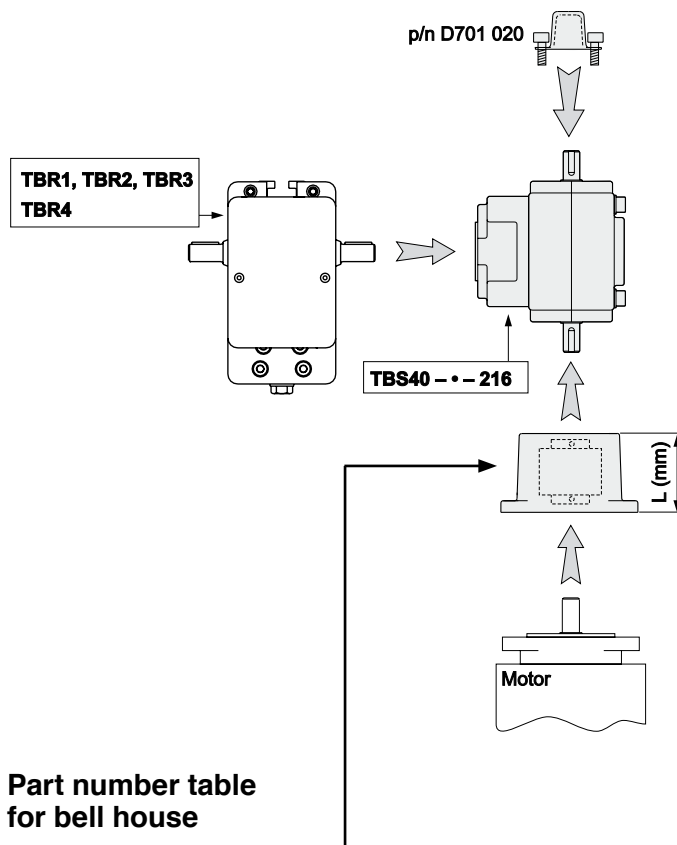 p/n D701 020
TBR1, TBR2, TBR3
TBR4
TBS40 – • – 216
L (mm)
Motor
Part number table
for bell house